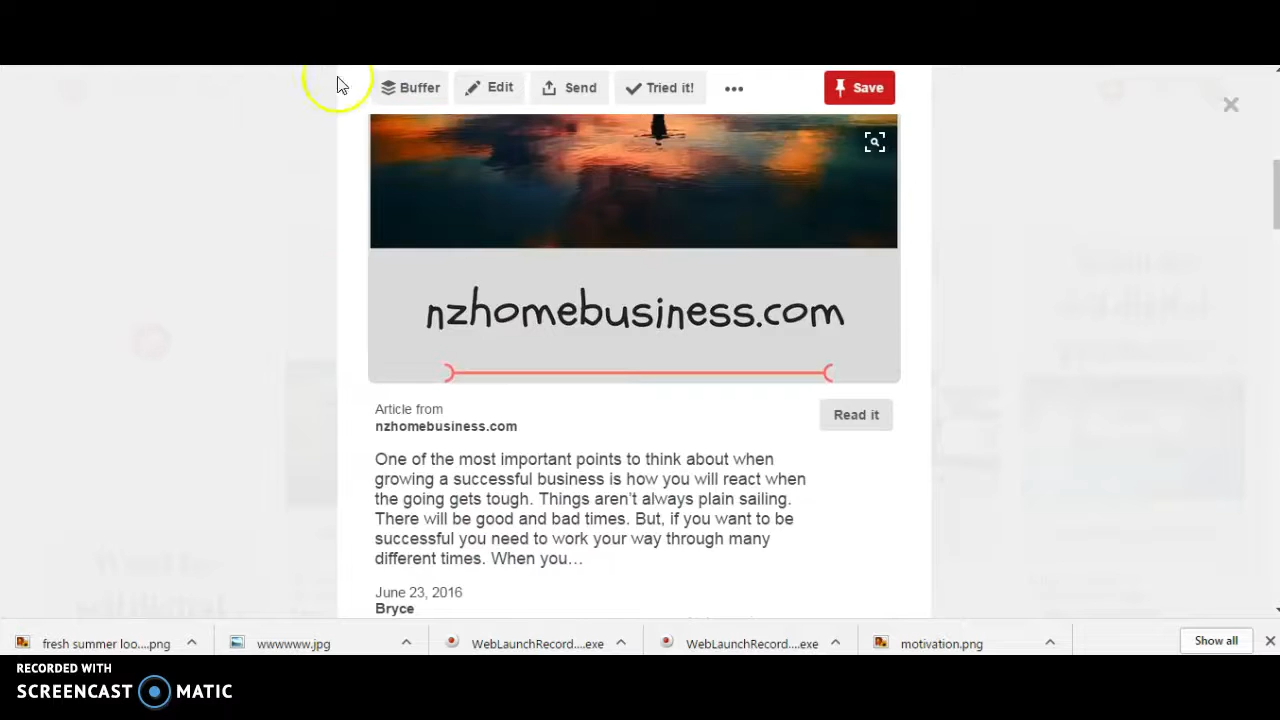 Buffer Edit Send Tried it! Save
nzhomebusiness.com
Article from
nzhomebusiness.com
Read it
One of the most important points to think about when
growing a successful business is how you will react when
the going gets tough. Things aren't always plain sailing.
There will be good and bad times. But, if you want to be
successful you need to work your way through many
different times. When you…
June 23, 2016
Bryce
fresh summer loo....png wwwwww.jpg WebLaunchRecord....exe WebLaunchRecord....exe motivation.png Show all
RECORDED WITH
SCREENCAST MATIC